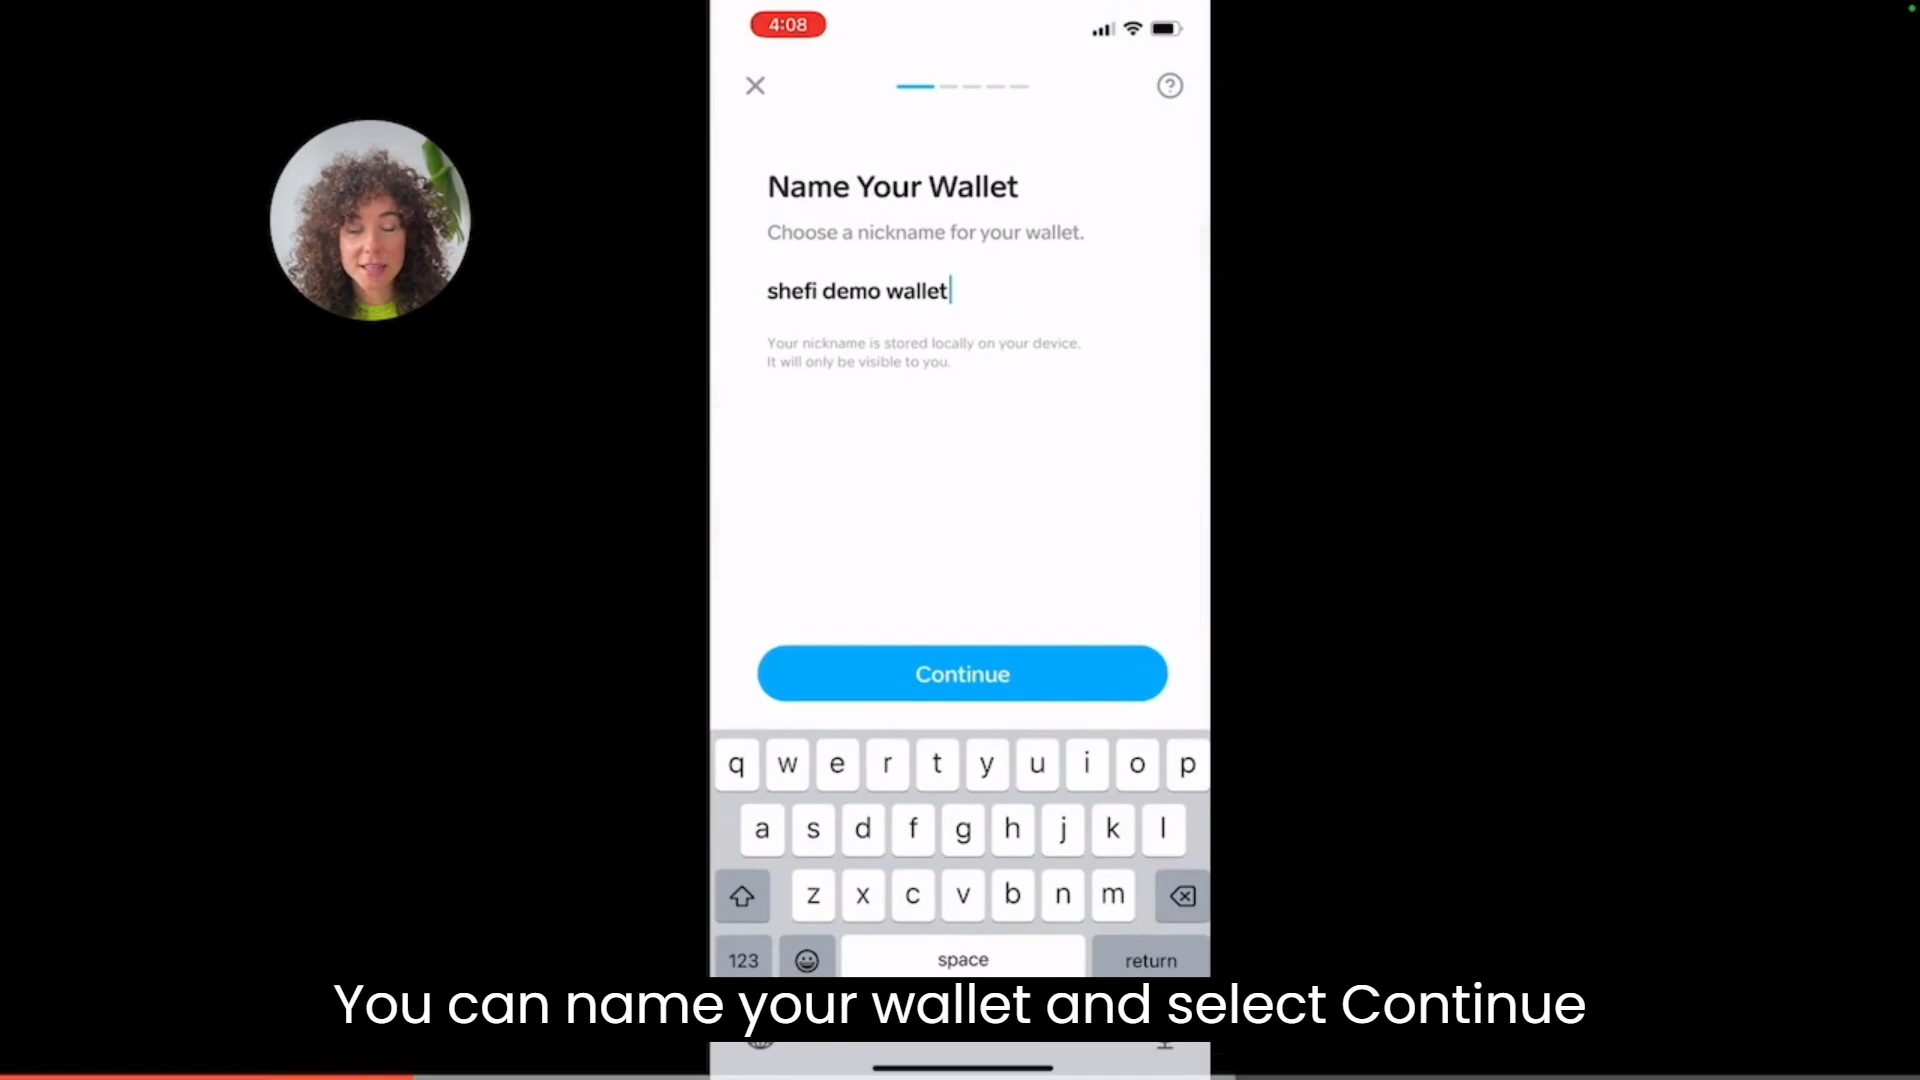 4:08
Name Your Wallet
Choose a nickname for your wallet.
shefi demo wallet
Your nickname is stored locally on your device.
It will only be visible to you.
Continue
q w e r t y u i o p
a s d f g h j k l
z x c v b n m
123 space return
You can name your wallet and select Continue